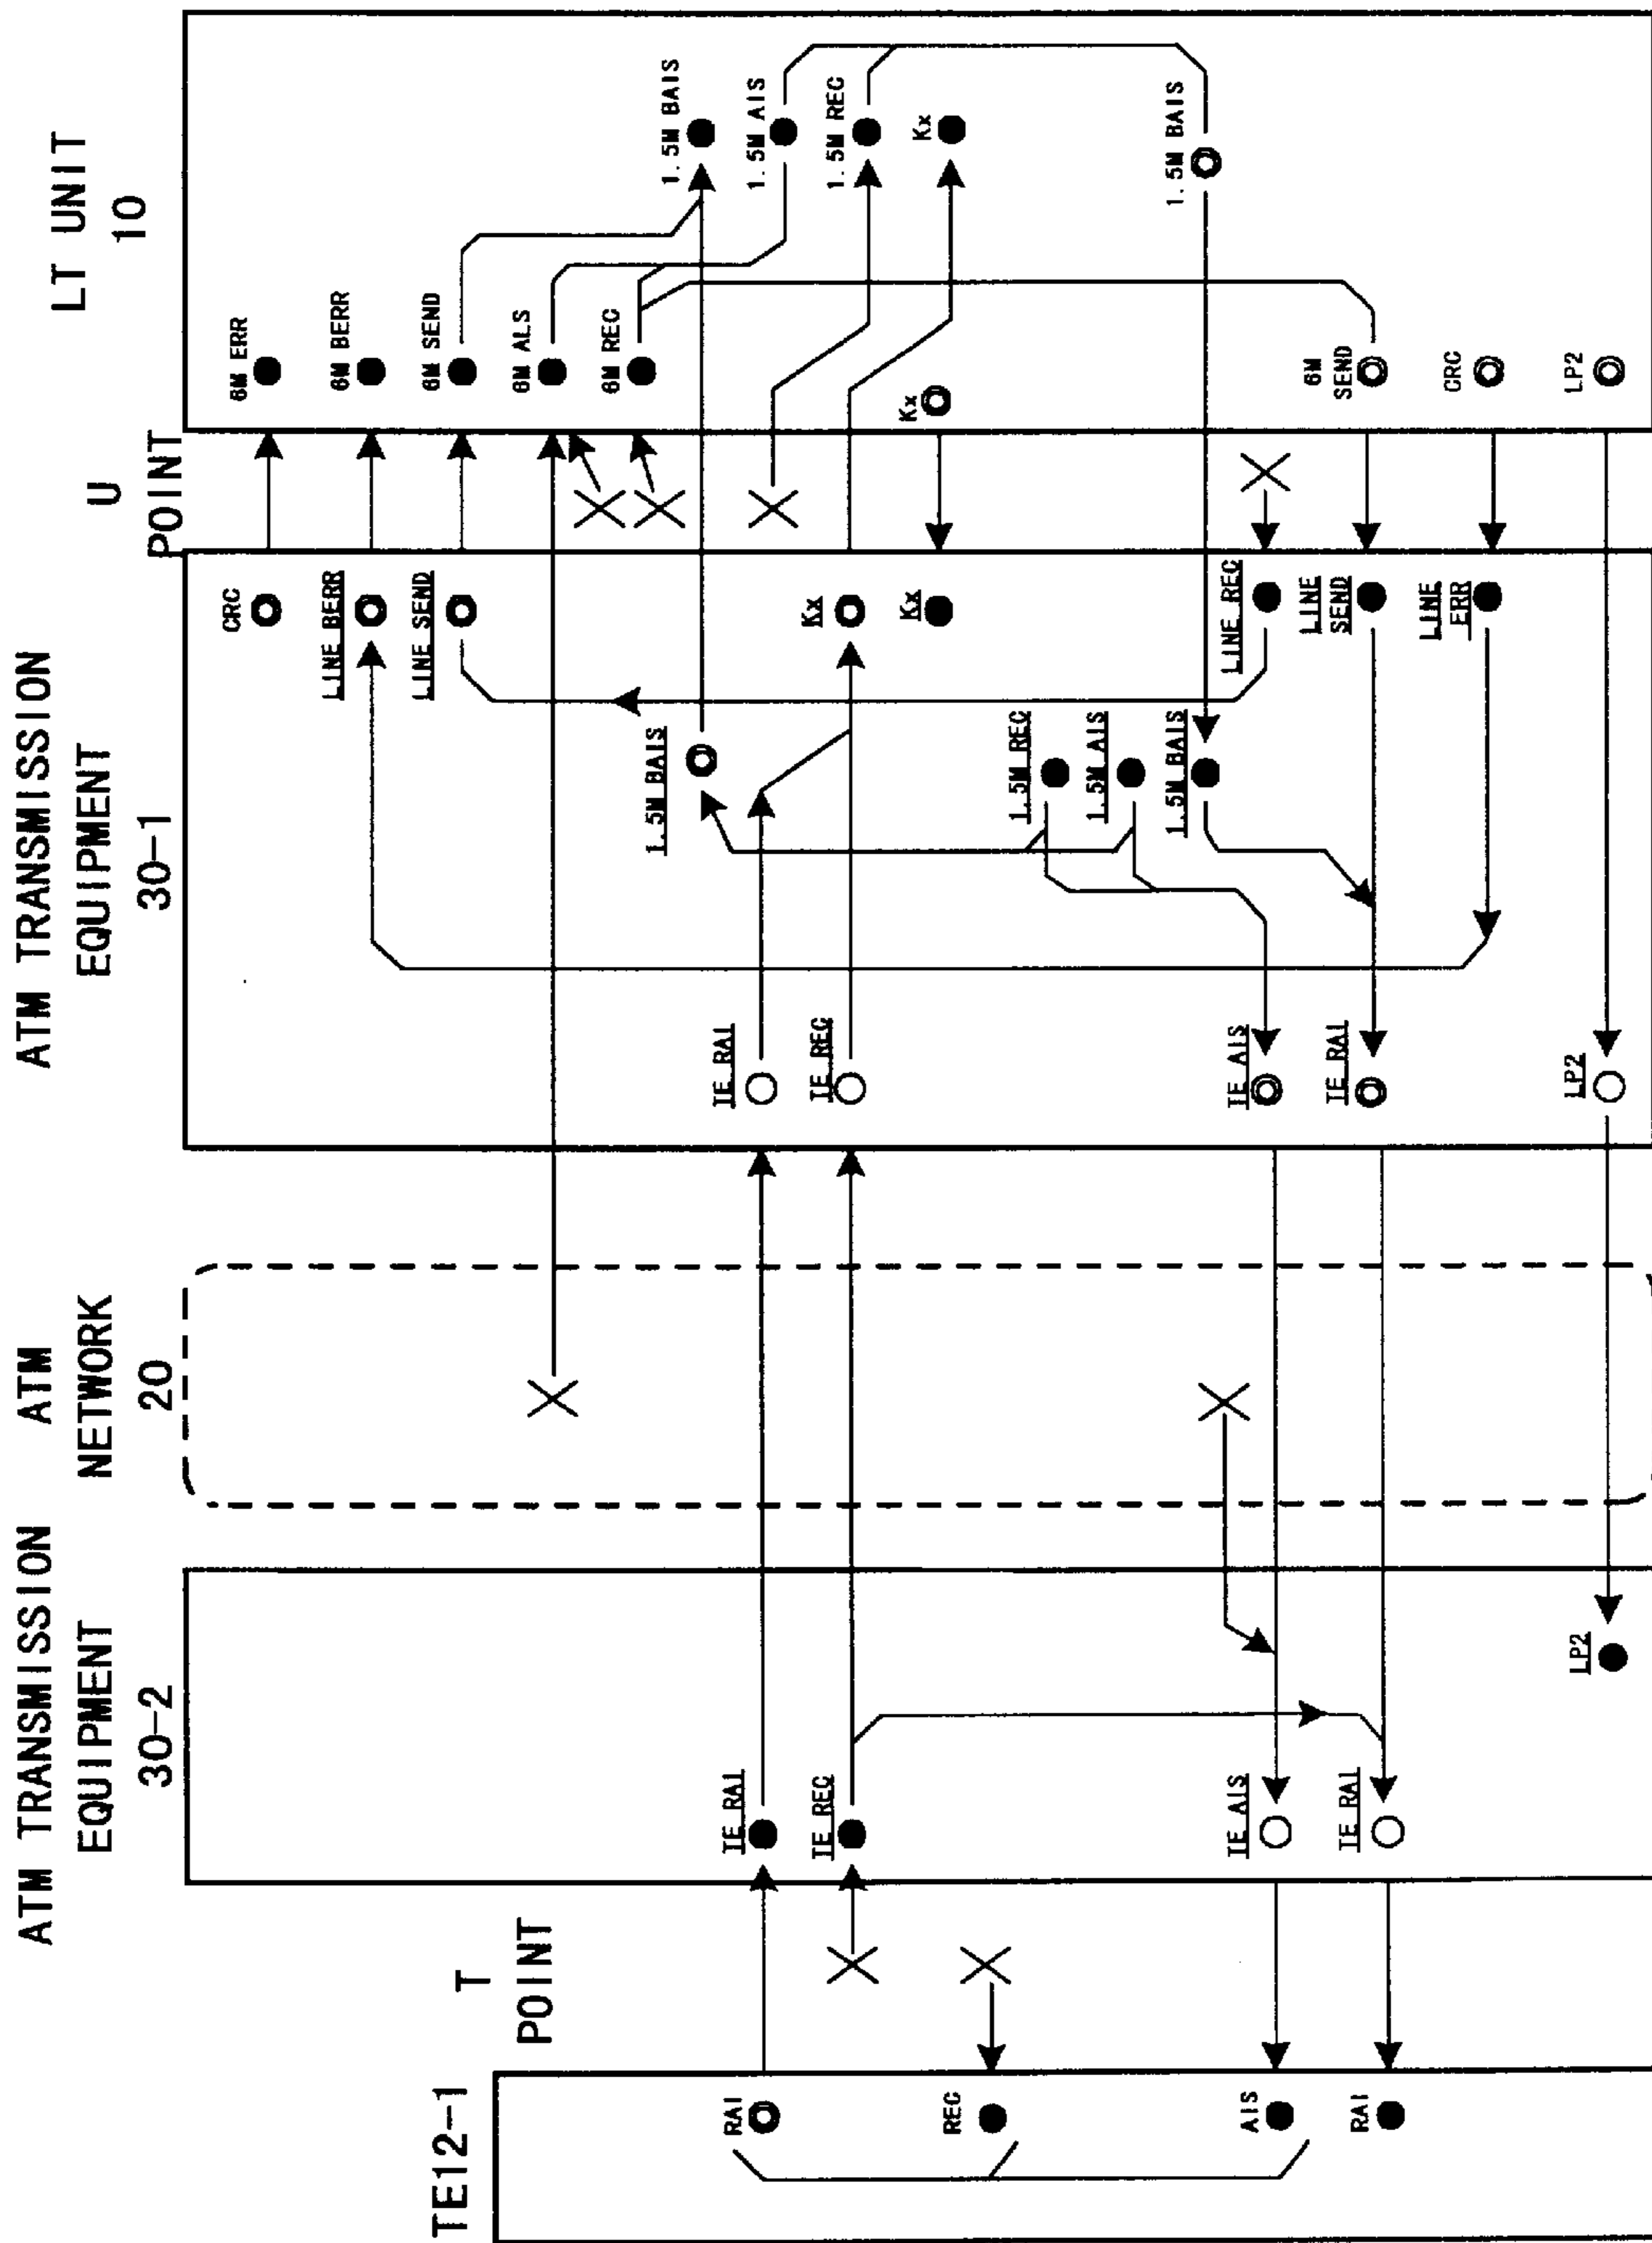 TE12-1
T
POINT
ATM TRANSMISSION
EQUIPMENT
30-2
ATM
NETWORK
20
ATM TRANSMISSION
EQUIPMENT
30-1
U
POINT
LT UNIT
10
RAI
REC
AIS
RAI
TE RAI
TE REC
TE AIS
TE RAI
LP2
TE RAI
TE REC
TE AIS
TE RAI
LP2
1.5M BAIS
1.5M REC
1.5M AIS
1.5M BAIS
CRC
LINE BERR
LINE SEND
Kx
Kx
LINE REC
LINE
SEND
LINE
ERR
6M ERR
6M BERR
6M SEND
6M ALS
6M REC
Kx
6M
SEND
CRC
LP2
1.5M BAIS
1.5M AIS
1.5M REC
Kx
1.5M BAIS